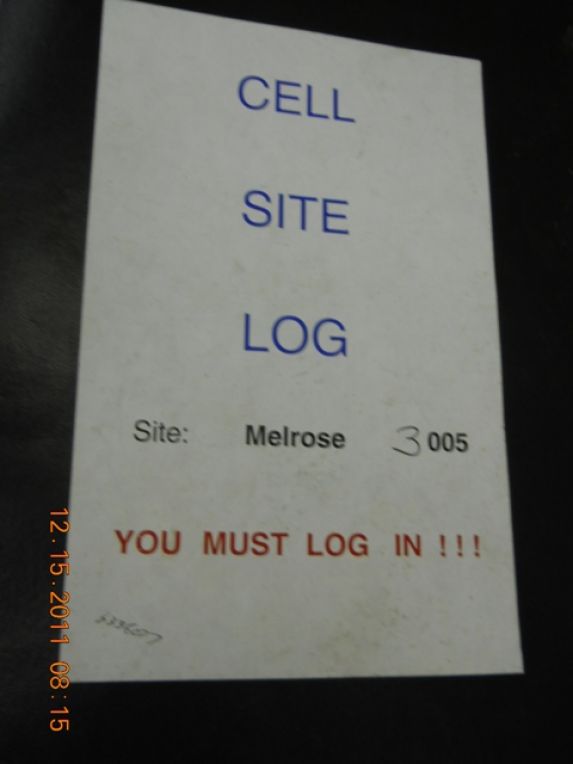 CELL
SITE
LOG
Site: Melrose 3005
YOU MUST LOG IN !!!
12.15.2011 08:15